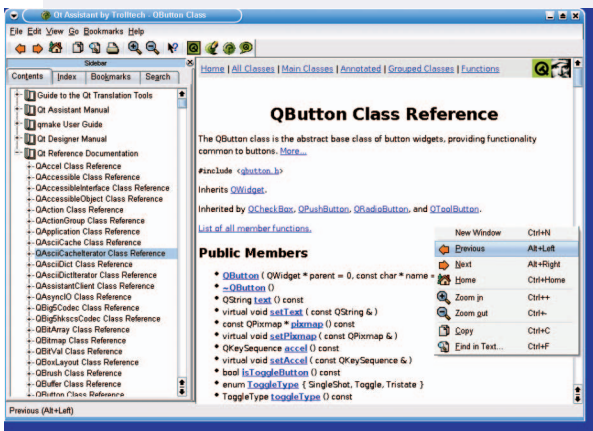 Qt Assistant by Trolltech - QButton Class
File Edit View Go Bookmarks Help
Sidebar
Contents Index Bookmarks Search
Guide to the Qt Translation Tools
Qt Assistant Manual
qmake User Guide
Qt Designer Manual
Qt Reference Documentation
QAccel Class Reference
QAccessible Class Reference
QAccessibleInterface Class Reference
QAccessibleObject Class Reference
QAction Class Reference
QActionGroup Class Reference
QApplication Class Reference
QAsciiCache Class Reference
QAsciiCacheIterator Class Reference
QAsciiDict Class Reference
QAsciiDictIterator Class Reference
QAssistantClient Class Reference
QAsyncIO Class Reference
QBig5Codec Class Reference
QBig5hkscsCodec Class Reference
QBitArray Class Reference
QBitmap Class Reference
QBitVal Class Reference
QBoxLayout Class Reference
QBrush Class Reference
QBuffer Class Reference
QButton Class Reference
Home | All Classes | Main Classes | Annotated | Grouped Classes | Functions
QButton Class Reference
The QButton class is the abstract base class of button widgets, providing functionality
common to buttons. More...
#include <qbutton.h>
Inherits QWidget.
Inherited by QCheckBox, QPushButton, QRadioButton, and QToolButton.
List of all member functions.
Public Members
QButton ( QWidget * parent = 0, const char * name =
~QButton ()
QString text () const
virtual void setText ( const QString & )
const QPixmap * pixmap () const
virtual void setPixmap ( const QPixmap & )
QKeySequence accel () const
virtual void setAccel ( const QKeySequence & )
bool isToggleButton () const
enum ToggleType { SingleShot, Toggle, Tristate }
ToggleType toggleType () const
New Window Ctrl+N
Previous Alt+Left
Next Alt+Right
Home Ctrl+Home
Zoom in Ctrl++
Zoom out Ctrl+-
Copy Ctrl+C
Find in Text... Ctrl+F
Previous (Alt+Left)